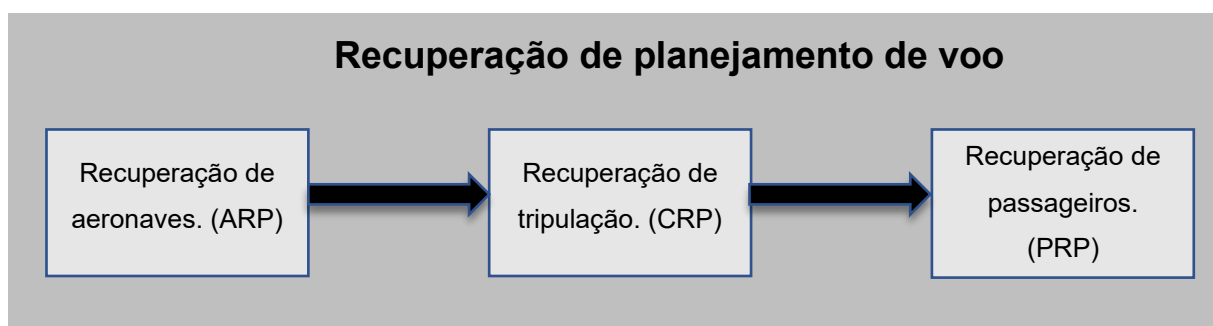 Recuperação de planejamento de voo
Recuperação de
aeronaves. (ARP)
Recuperação de
tripulação. (CRP)
Recuperação de
passageiros.
(PRP)